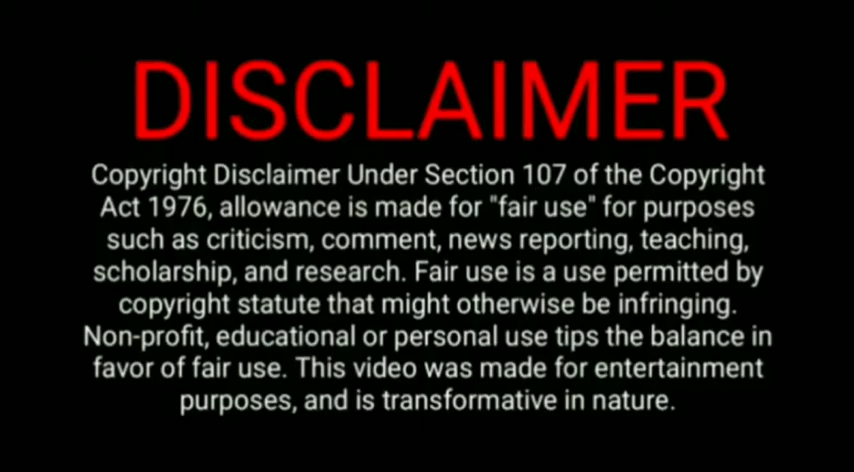 DISCLAIMER
Copyright Disclaimer Under Section 107 of the Copyright
Act 1976, allowance is made for "fair use" for purposes
such as criticism, comment, news reporting, teaching,
scholarship, and research. Fair use is a use permitted by
copyright statute that might otherwise be infringing.
Non-profit, educational or personal use tips the balance in
favor of fair use. This video was made for entertainment
purposes, and is transformative in nature.